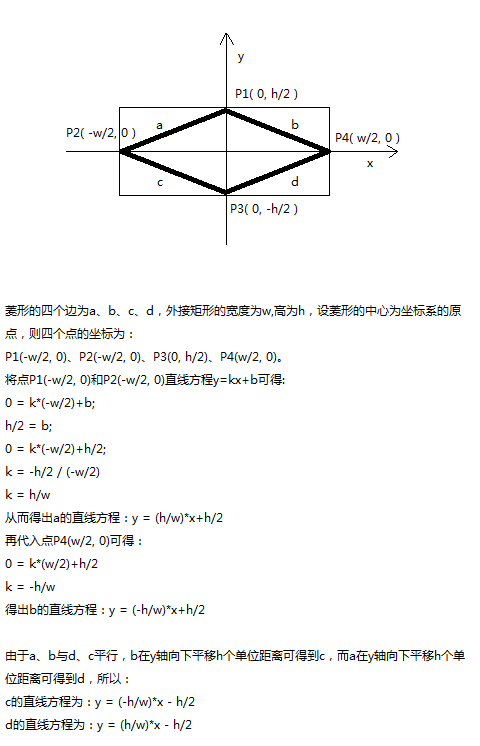 y
P1( 0, h/2 )
a
b
P2( -w/2, 0 )
P4( w/2, 0 )
x
c
d
P3( 0, -h/2 )
菱形的四个边为a、b、c、d，外接矩形的宽度为w,高为h，设菱形的中心为坐标系的原
点，则四个点的坐标为：
P1(-w/2, 0)、P2(-w/2, 0)、P3(0, h/2)、P4(w/2, 0)。
将点P1(-w/2, 0)和P2(-w/2, 0)直线方程y=kx+b可得:
0 = k*(-w/2)+b;
h/2 = b;
0 = k*(-w/2)+h/2;
k = -h/2 / (-w/2)
k = h/w
从而得出a的直线方程：y = (h/w)*x+h/2
再代入点P4(w/2, 0)可得：
0 = k*(w/2)+h/2
k = -h/w
得出b的直线方程：y = (-h/w)*x+h/2
由于a、b与d、c平行，b在y轴向下平移h个单位距离可得到c，而a在y轴向下平移h个单
位距离可得到d，所以：
c的直线方程为：y = (-h/w)*x - h/2
d的直线方程为：y = (h/w)*x - h/2